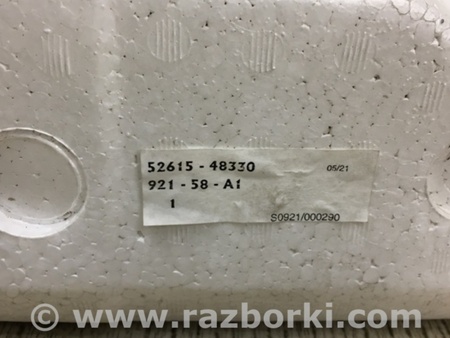 52615 - 48330 05/21
921 - 58 - A1
1
S0921/000290
© www.razborki.com